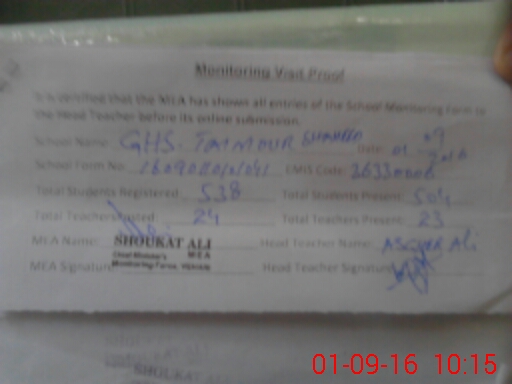 Monitoring Visit Proof
It is certified that the MEA has shown all entries of the School Monitoring Form to
the Head Teacher before its online submission.
School Name: GHS. TAIMOUR SHAHEED Date: 01-09-2016
School Form No. EMIS Code: 36330006
Total Students Registered: 538 Total Students Present: 504
Total Teachers Posted: 24 Total Teachers Present: 23
MEA Name: SHOUKAT ALI Head Teacher Name: ASGHER Ali
MEA
Chief Minister's
Monitoring Force,
MEA Signature Head Teacher Signature
SHOUKAT ALI
01-09-16 10:15